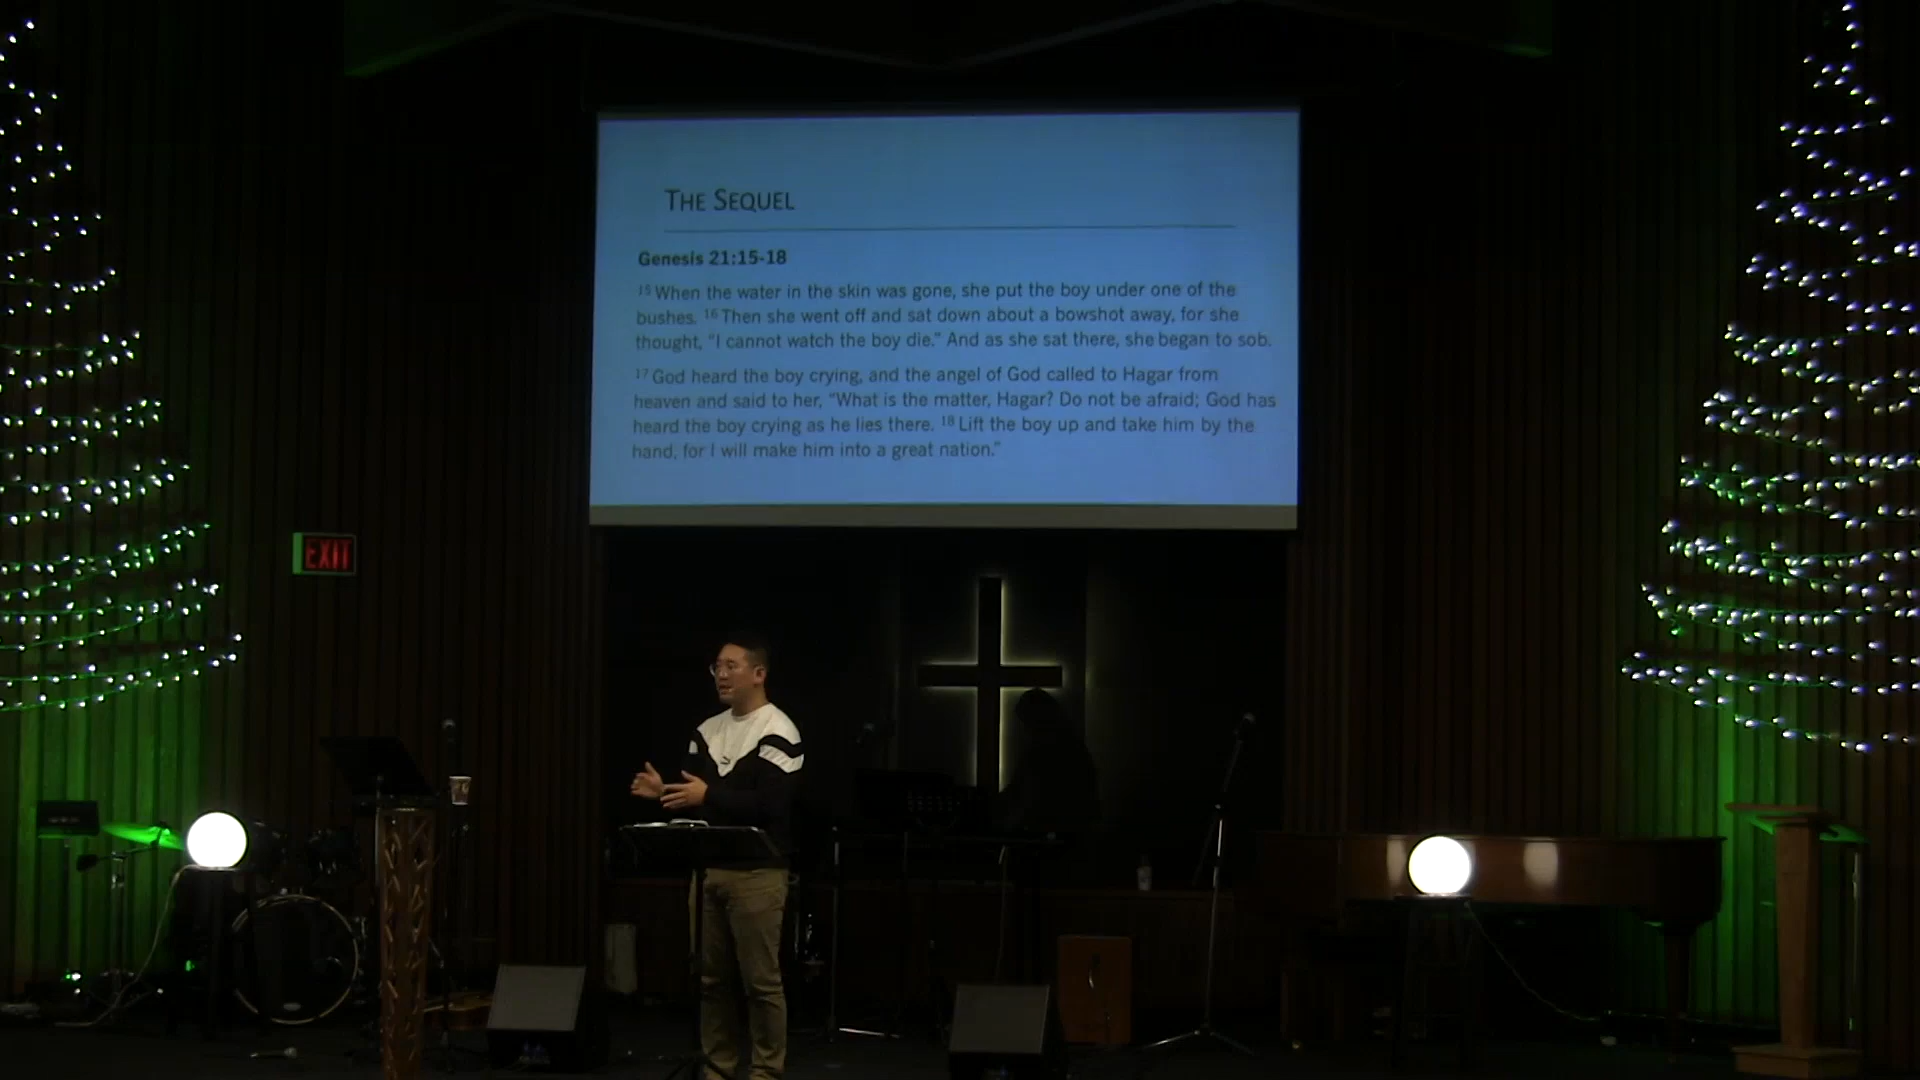 THE SEQUEL
Genesis 21:15-18
15 When the water in the skin was gone, she put the boy under one of the
bushes. 16 Then she went off and sat down about a bowshot away, for she
thought, "I cannot watch the boy die." And as she sat there, she began to sob.
17 God heard the boy crying, and the angel of God called to Hagar from
heaven and said to her, "What is the matter, Hagar? Do not be afraid; God has
heard the boy crying as he lies there. 18 Lift the boy up and take him by the
hand, for I will make him into a great nation."
EXIT